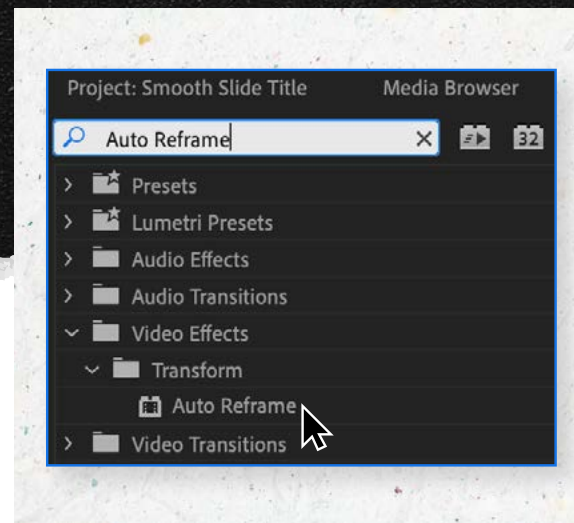 Project: Smooth Slide Title Media Browser
Auto Reframe
32
Presets
Lumetri Presets
Audio Effects
Audio Transitions
Video Effects
Transform
Auto Reframe
Video Transitions